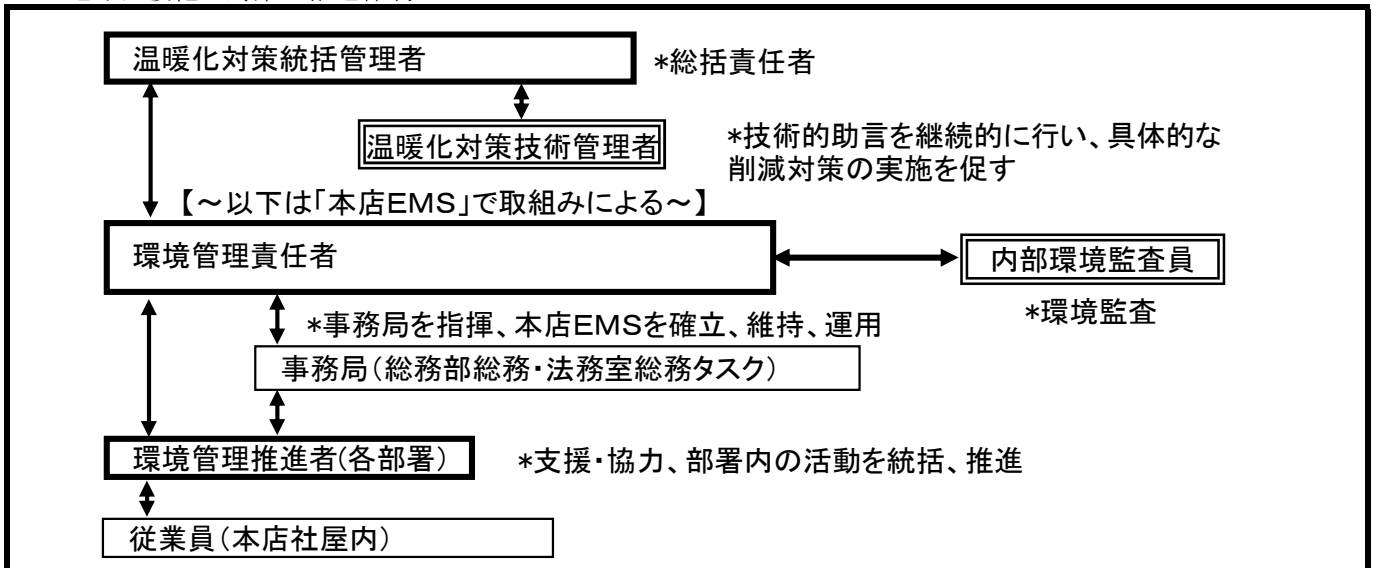 温暖化対策統括管理者
*総括責任者
温暖化対策技術管理者
*技術的助言を継続的に行い、具体的な
削減対策の実施を促す
【～以下は「本店EMS」で取組みによる～】
環境管理責任者
内部環境監査員
*環境監査
*事務局を指揮、本店EMSを確立、維持、運用
事務局(総務部総務・法務室総務タスク)
環境管理推進者(各部署)
*支援・協力、部署内の活動を統括、推進
従業員(本店社屋内)